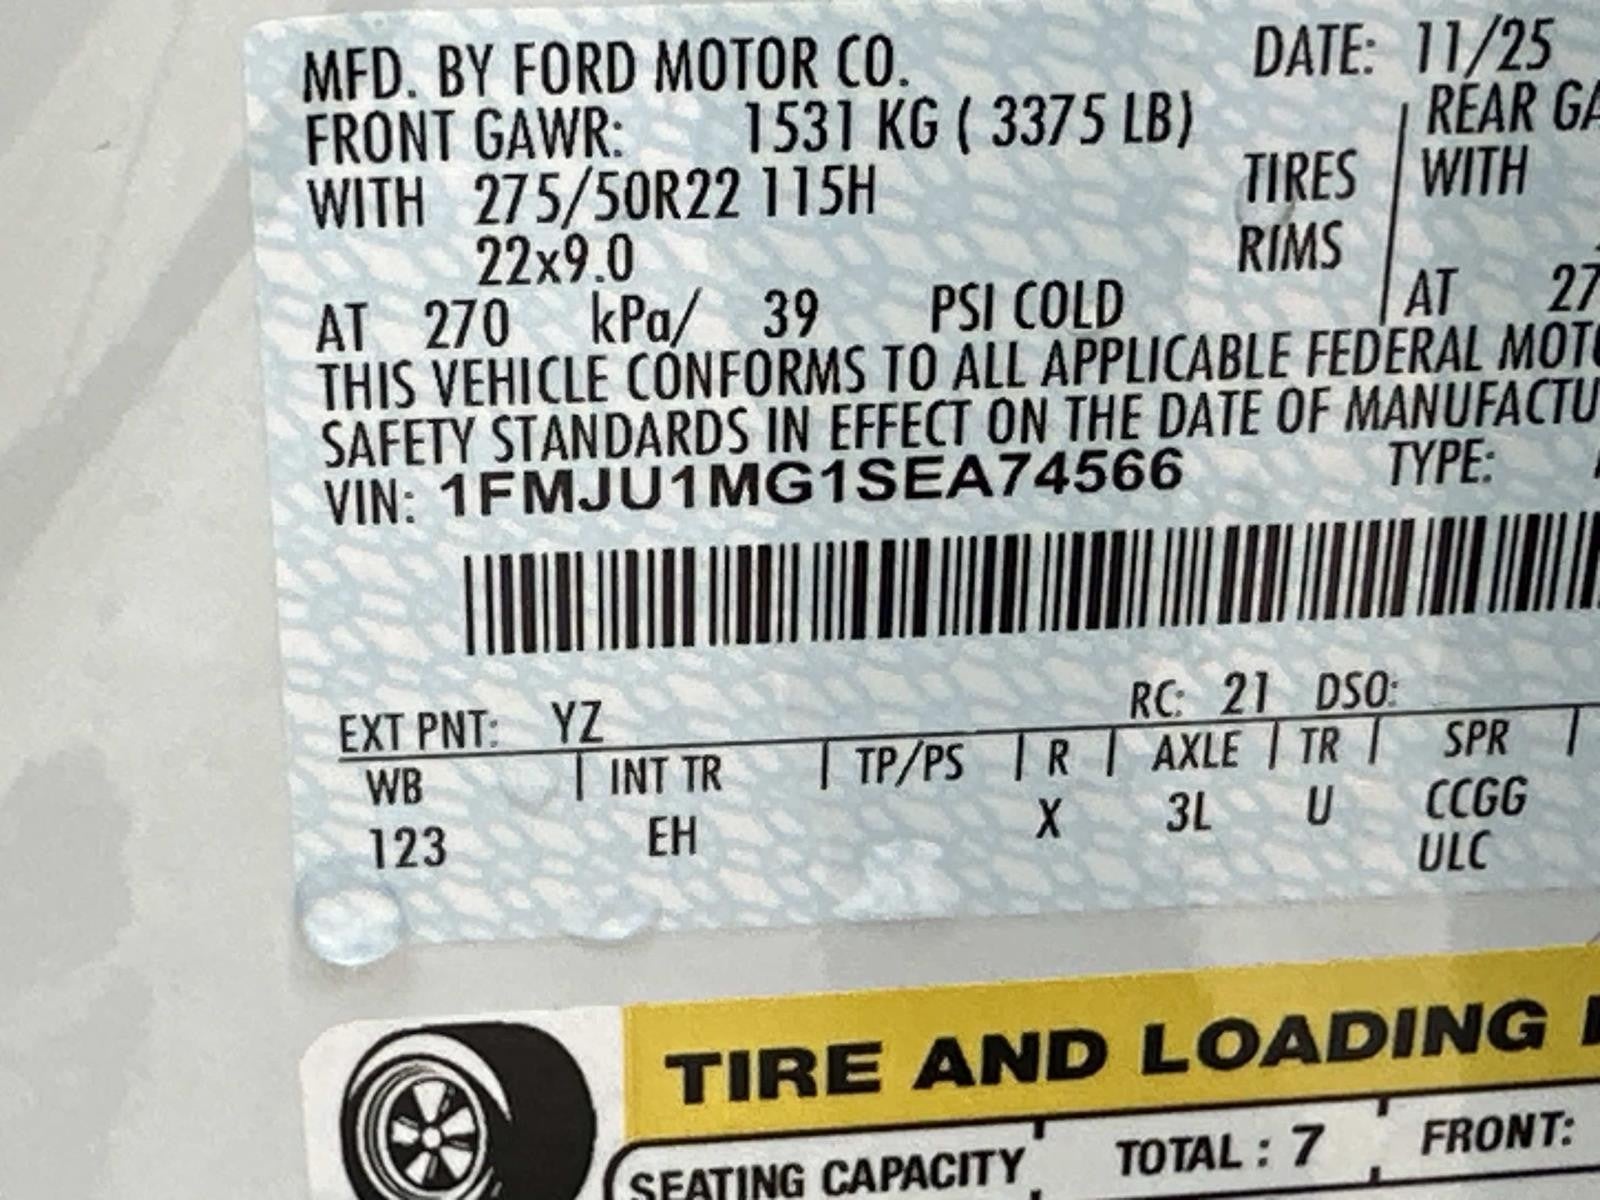 MFD. BY FORD MOTOR CO. DATE: 11/25
FRONT GAWR: 1531 KG ( 3375 LB) REAR GA
WITH 275/50R22 115H TIRES WITH
22x9.0 RIMS
AT 270 kPa/ 39 PSI COLD AT 27
THIS VEHICLE CONFORMS TO ALL APPLICABLE FEDERAL MOTO
SAFETY STANDARDS IN EFFECT ON THE DATE OF MANUFACTU
VIN: 1FMJU1MG1SEA74566 TYPE:
EXT PNT: YZ RC: 21 DSO:
WB | INT TR | TP/PS | R | AXLE | TR | SPR |
123 EH X 3L U CCGG
ULC
TIRE AND LOADING
SEATING CAPACITY TOTAL : 7 FRONT: